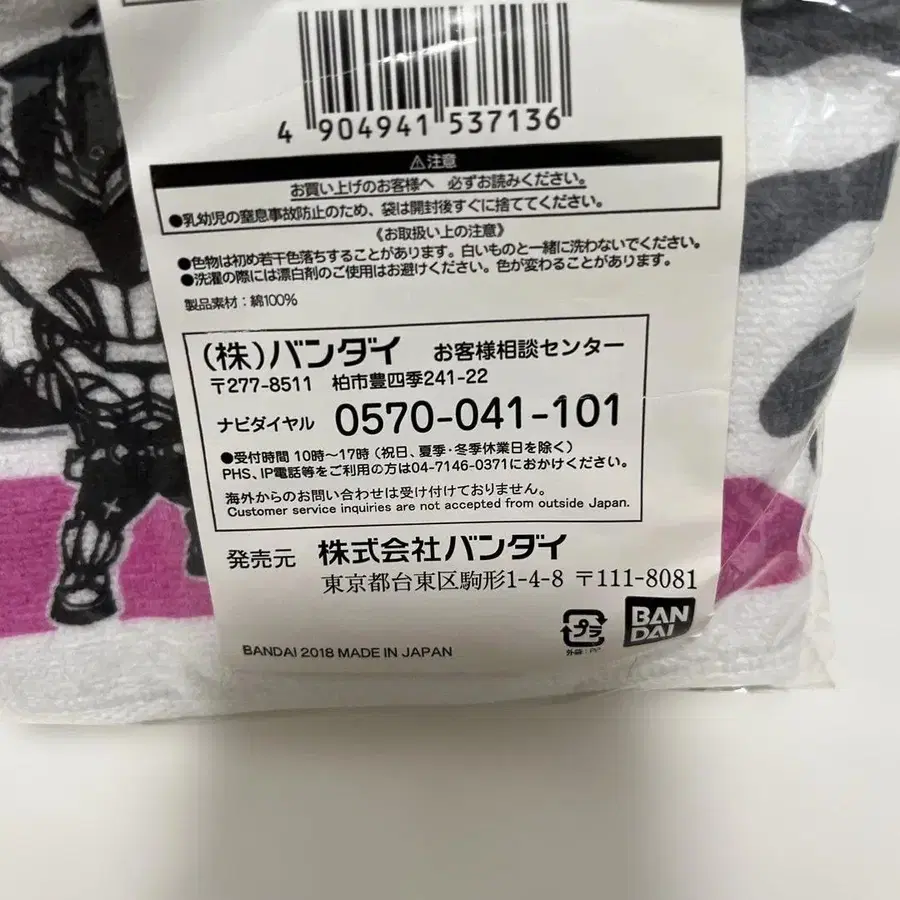 4 904941 537136
⚠注意
お買い上げのお客様へ 必ずお読みください。
●乳幼児の窒息事故防止のため、袋は開封後すぐに捨ててください。
《お取扱い上の注意》
●色物は初め若干色落ちすることがあります。白いものと一緒に洗わないでください。
●洗濯の際には漂白剤のご使用はお避けください。色が変わることがあります。
製品素材：綿100%
(株)バンダイ お客様相談センター
〒277-8511 柏市豊四季241-22
ナビダイヤル 0570-041-101
●受付時間 10時～17時 (祝日、夏季・冬季休業日を除く)
PHS、IP電話等をご利用の方は04-7146-0371におかけください。
海外からのお問い合わせは受け付けておりません。
Customer service inquiries are not accepted from outside Japan.
発売元 株式会社バンダイ
東京都台東区駒形1-4-8 〒111-8081
プラ
外袋：PP
BAN
DAI
BANDAI 2018 MADE IN JAPAN